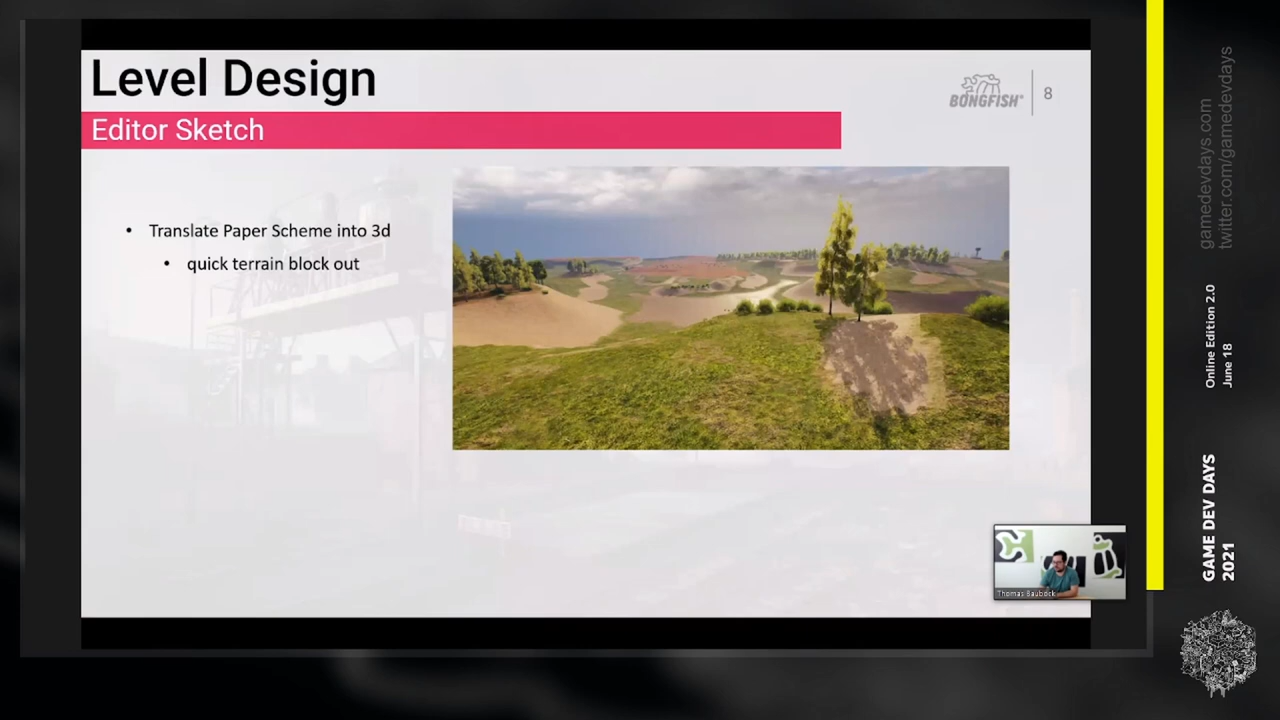 Level Design
BONGFISH
8
Editor Sketch
• Translate Paper Scheme into 3d
• quick terrain block out
Thomas Bauböck
gamedevdays.com
twitter.com/gamedevdays
Online Edition 2.0
June 18
GAME DEV DAYS
2021